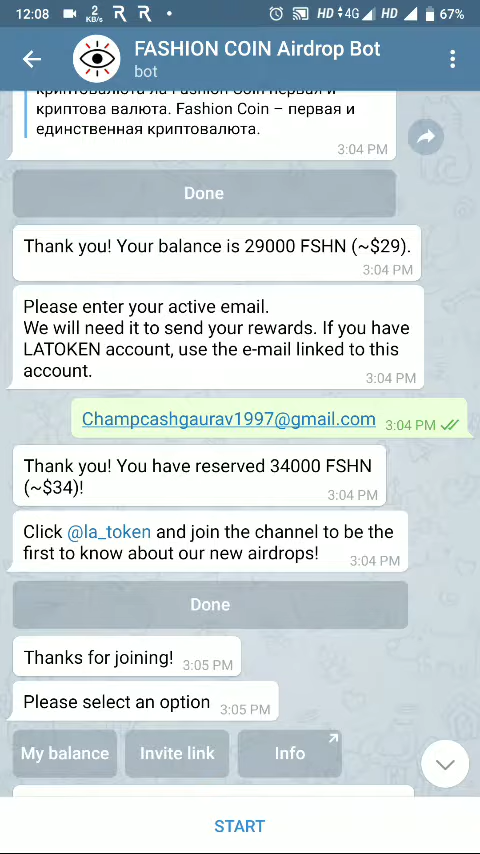 12:08 2 KB/s HD 4G HD 67%
FASHION COIN Airdrop Bot
bot
криптова валюта. Fashion Coin – первая и
единственная криптовалюта.
3:04 PM
Done
Thank you! Your balance is 29000 FSHN (~$29).
3:04 PM
Please enter your active email.
We will need it to send your rewards. If you have
LATOKEN account, use the e-mail linked to this
account.
3:04 PM
Champcashgaurav1997@gmail.com 3:04 PM
Thank you! You have reserved 34000 FSHN
(~$34)!
3:04 PM
Click @la_token and join the channel to be the
first to know about our new airdrops!
3:04 PM
Done
Thanks for joining! 3:05 PM
Please select an option 3:05 PM
My balance Invite link Info
START